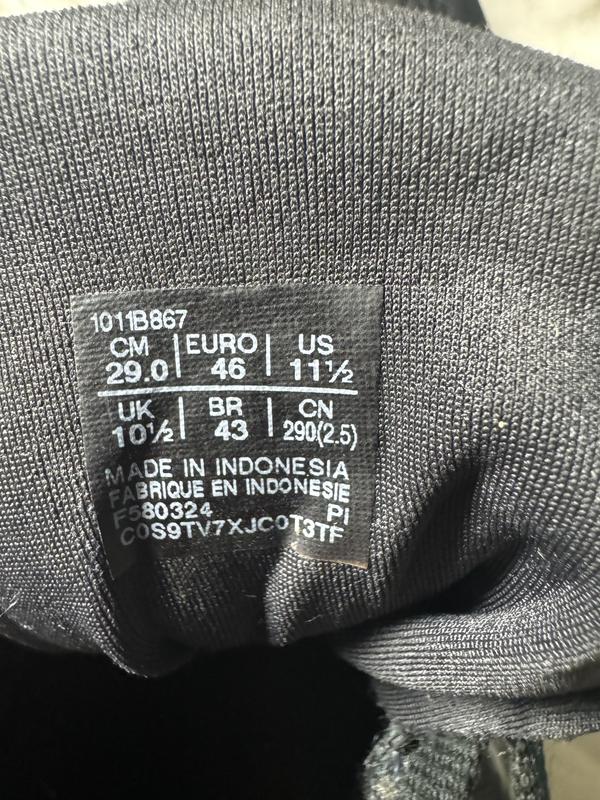 1011B867
CM | EURO | US
29.0 | 46 | 11½
UK | BR | CN
10½ | 43 | 290(2.5)
MADE IN INDONESIA
FABRIQUE EN INDONESIE
F580324 PI
C0S9TV7XJC0T3TF